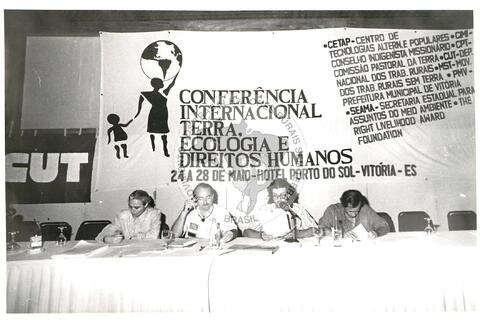 CONFERÊNCIA
INTERNACIONAL
TERRA,
ECOLOGIA E
DIREITOS HUMANOS
24 A 28 DE MAIO-HOTEL PORTO DO SOL-VITÓRIA-ES
•CETAP-CENTRO DE
TECNOLOGIAS ALTERN. E POPULARES •CIMI-
CONSELHO INDIGENISTA MISSIONÁRIO •CPT-
COMISSÃO PASTORAL DA TERRA •CUT-DEP.
NACIONAL DOS TRAB. RURAIS •MST-MOV.
DOS TRAB. RURAIS SEM TERRA •PMV-
PREFEITURA MUNICIPAL DE VITÓRIA
•SEAMA-SECRETARIA ESTADUAL PARA
ASSUNTOS DO MEIO AMBIENTE •THE
RIGHT LIVELIHOOD AWARD
FOUNDATION
CUT
BRASIL